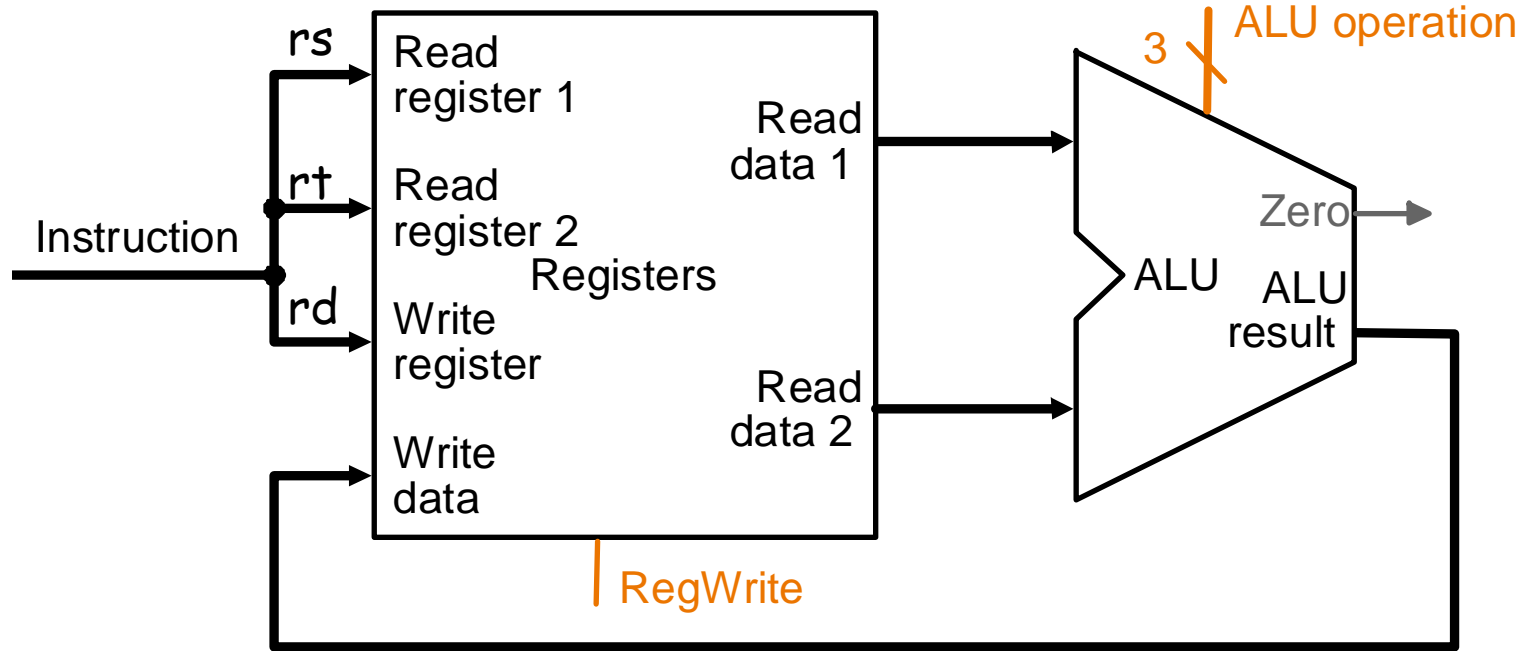 rs
Read
register 1
rt
Read
register 2
Instruction
Registers
rd
Write
register
Write
data
Read
data 1
Read
data 2
RegWrite
3
ALU operation
Zero
ALU
ALU
result